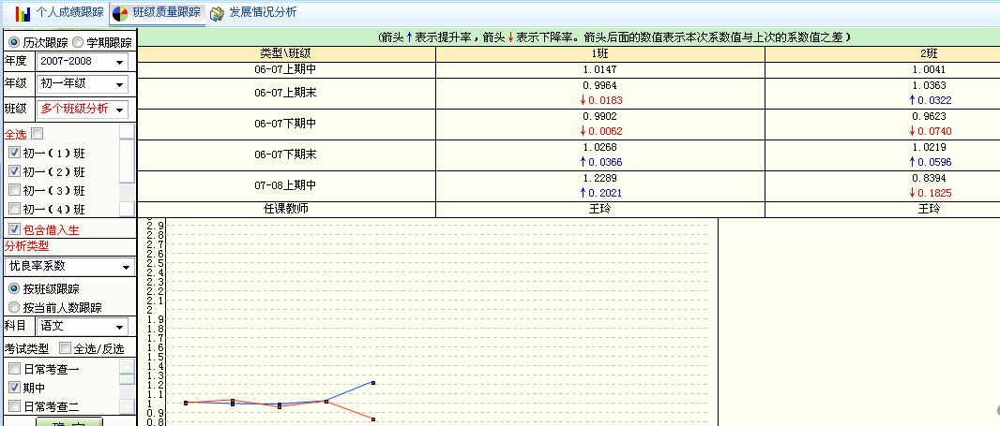 个人成绩跟踪 班级质量跟踪 发展情况分析
历次跟踪 学期跟踪
年度 2007-2008
年级 初一年级
班级 多个班级分析
全选
初一（1）班
初一（2）班
初一（3）班
初一（4）班
包含借入生
分析类型
优良率系数
按班级跟踪
按当前人数跟踪
科目 语文
考试类型 全选/反选
日常考查一
期中
日常考查二
确 定
(箭头↑表示提升率，箭头↓表示下降率。箭头后面的数值表示本次系数值与上次的系数值之差)
类型\班级 1班 2班
06-07上期中 1.0147 1.0041
06-07上期末 0.9964 1.0363
↓0.0183 ↑0.0322
06-07下期中 0.9902 0.9623
↓0.0062 ↓0.0740
06-07下期末 1.0268 1.0219
↑0.0366 ↑0.0596
07-08上期中 1.2289 0.8394
↑0.2021 ↓0.1825
任课教师 王玲 王玲
2.9
2.8
2.7
2.6
2.5
2.4
2.3
2.2
2.1
2
1.9
1.8
1.7
1.6
1.5
1.4
1.3
1.2
1.1
1
0.9
0.8